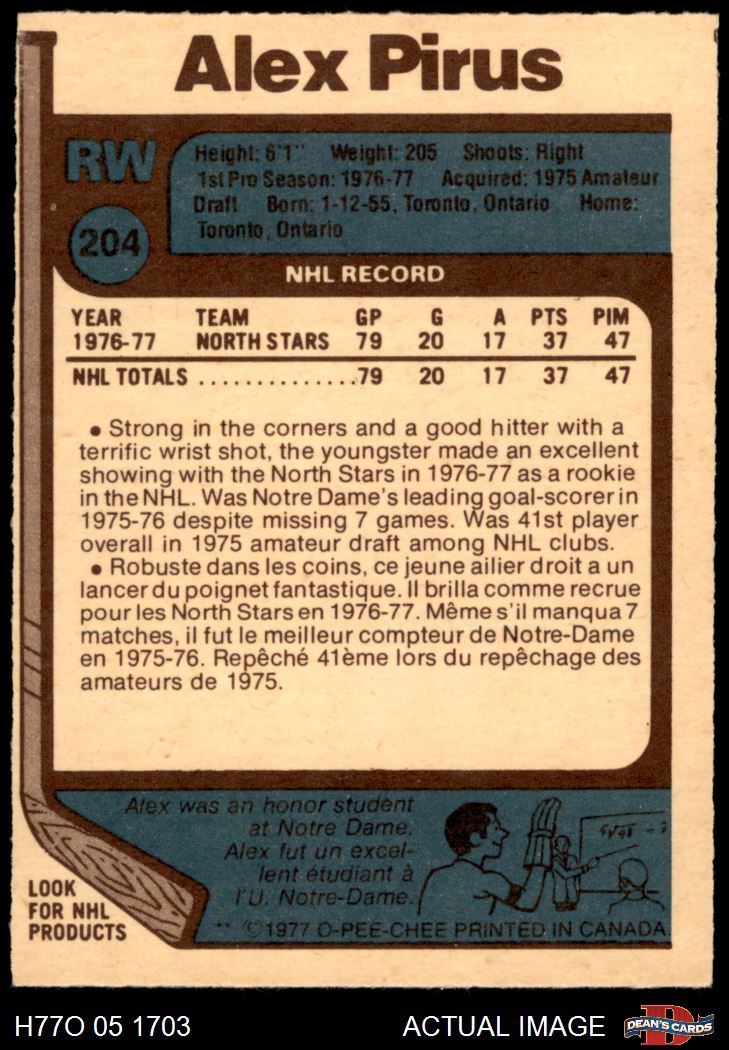 Alex Pirus
RW
Height: 6'1" Weight: 205 Shoots: Right
1st Pro Season: 1976-77 Acquired: 1975 Amateur
Draft Born: 1-12-55, Toronto, Ontario Home:
Toronto, Ontario
204
NHL RECORD
YEAR TEAM GP G A PTS PIM
1976-77 NORTH STARS 79 20 17 37 47
NHL TOTALS ..............79 20 17 37 47
• Strong in the corners and a good hitter with a
terrific wrist shot, the youngster made an excellent
showing with the North Stars in 1976-77 as a rookie
in the NHL. Was Notre Dame's leading goal-scorer in
1975-76 despite missing 7 games. Was 41st player
overall in 1975 amateur draft among NHL clubs.
• Robuste dans les coins, ce jeune ailier droit a un
lancer du poignet fantastique. Il brilla comme recrue
pour les North Stars en 1976-77. Même s'il manqua 7
matches, il fut le meilleur compteur de Notre-Dame
en 1975-76. Repêché 41ème lors du repêchage des
amateurs de 1975.
Alex was an honor student
at Notre Dame.
Alex fut un excel-
lent étudiant à
l'U. Notre-Dame.
LOOK
FOR NHL
PRODUCTS
** ©1977 O-PEE-CHEE PRINTED IN CANADA
H77O 05 1703 ACTUAL IMAGE
D
DEAN'S CARDS